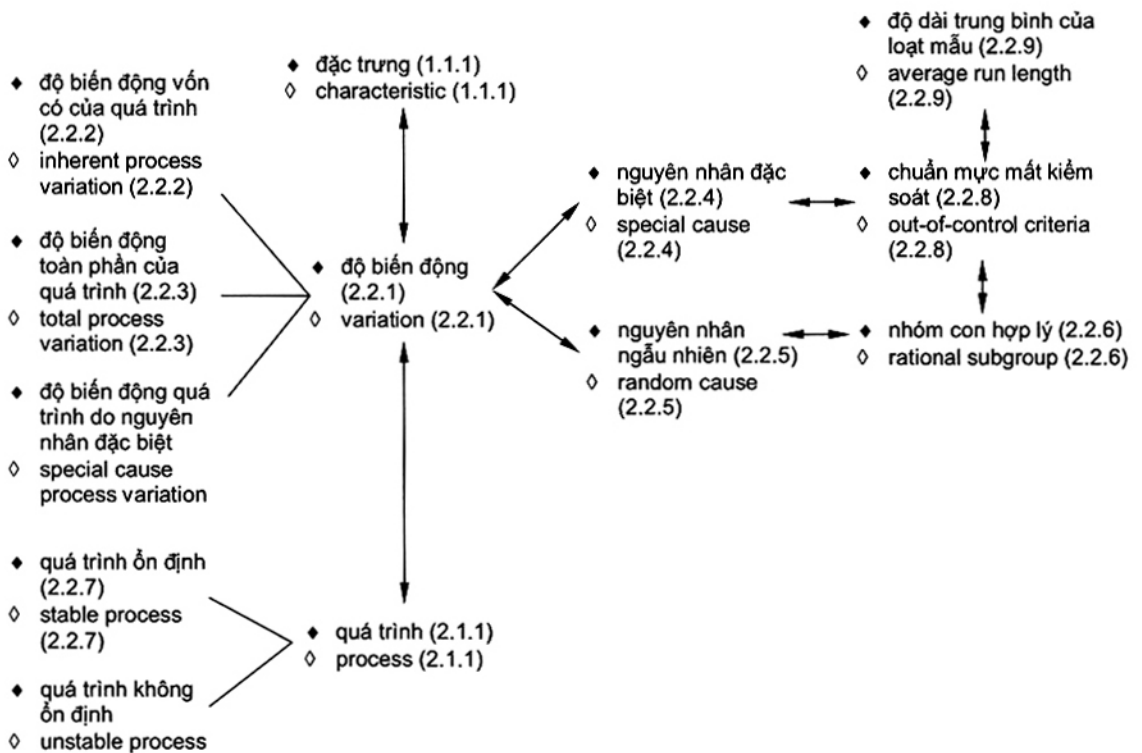 ♦ độ biến động vốn
có của quá trình
(2.2.2)
◊ inherent process
variation (2.2.2)
♦ độ biến động
toàn phần của
quá trình (2.2.3)
◊ total process
variation (2.2.3)
♦ độ biến động quá
trình do nguyên
nhân đặc biệt
◊ special cause
process variation
♦ quá trình ổn định
(2.2.7)
◊ stable process
(2.2.7)
♦ quá trình không
ổn định
◊ unstable process
♦ đặc trưng (1.1.1)
◊ characteristic (1.1.1)
♦ độ biến động
(2.2.1)
◊ variation (2.2.1)
♦ quá trình (2.1.1)
◊ process (2.1.1)
♦ nguyên nhân đặc
biệt (2.2.4)
◊ special cause
(2.2.4)
♦ nguyên nhân
ngẫu nhiên (2.2.5)
◊ random cause
(2.2.5)
♦ độ dài trung bình của
loạt mẫu (2.2.9)
◊ average run length
(2.2.9)
♦ chuẩn mực mất kiểm
soát (2.2.8)
◊ out-of-control criteria
(2.2.8)
♦ nhóm con hợp lý (2.2.6)
◊ rational subgroup (2.2.6)